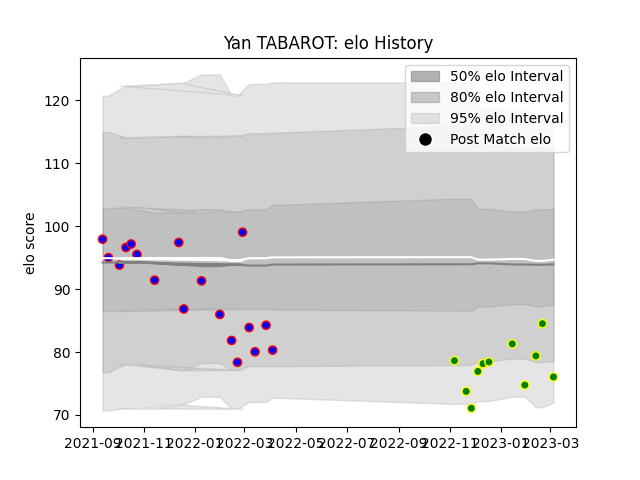 Yan TABAROT: elo History
50% elo Interval
80% elo Interval
95% elo Interval
Post Match elo
elo score
120
110
100
90
80
70
2021-09 2021-11 2022-01 2022-03 2022-05 2022-07 2022-09 2022-11 2023-01 2023-03